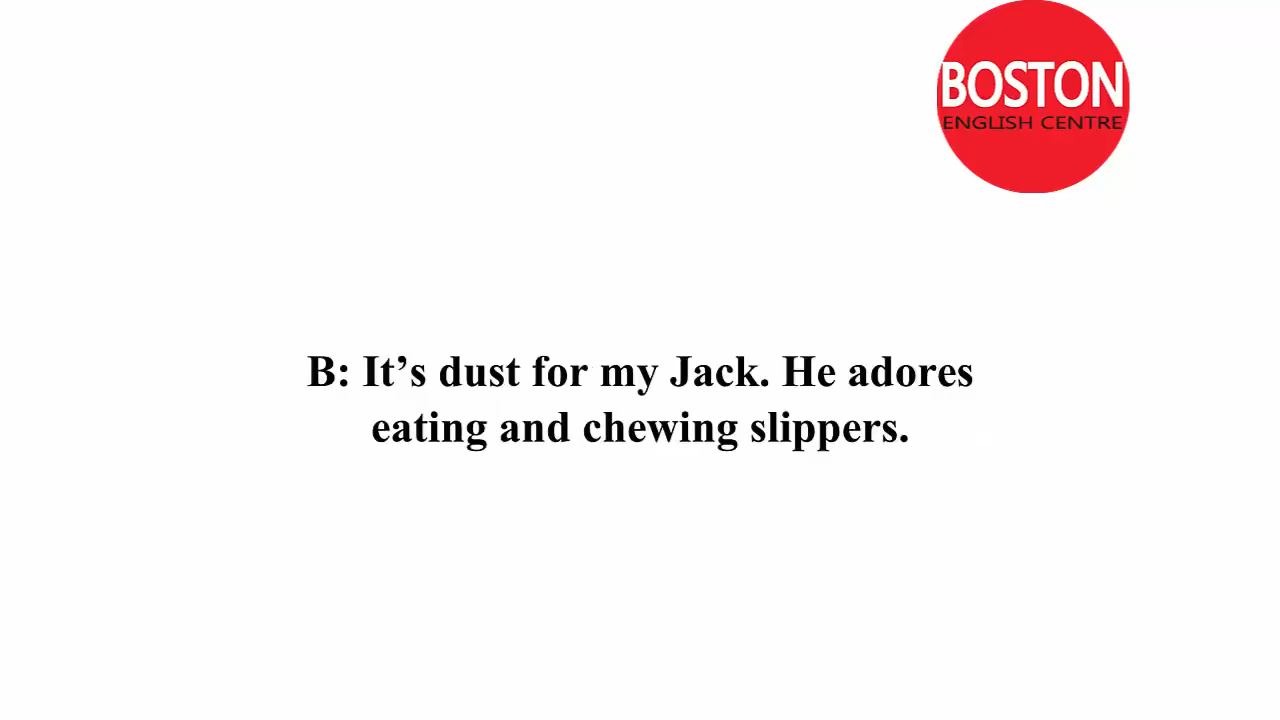 BOSTON
ENGLISH CENTRE
B: It’s dust for my Jack. He adores
eating and chewing slippers.